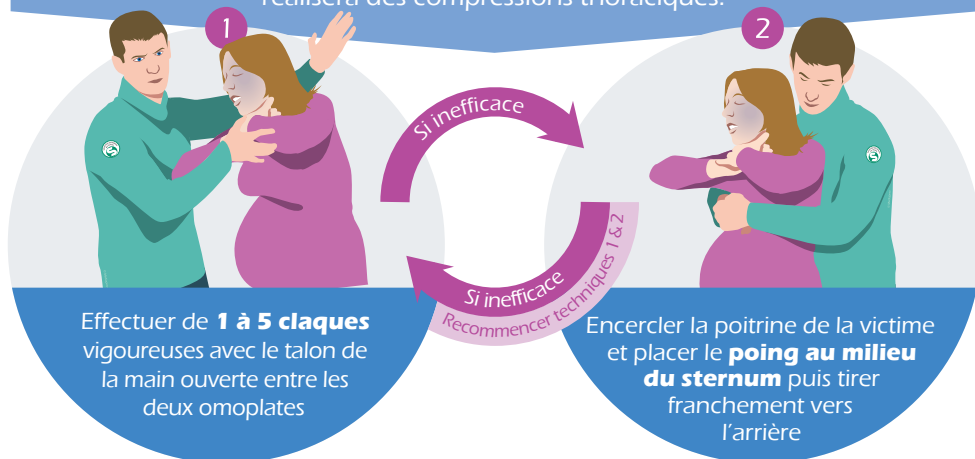 réalisera des compressions thoraciques.
1
2
Si inefficace
Si inefficace
Recommencer techniques 1 & 2
Effectuer de 1 à 5 claques
vigoureuses avec le talon de
la main ouverte entre les
deux omoplates
Encercler la poitrine de la victime
et placer le poing au milieu
du sternum puis tirer
franchement vers
l'arrière